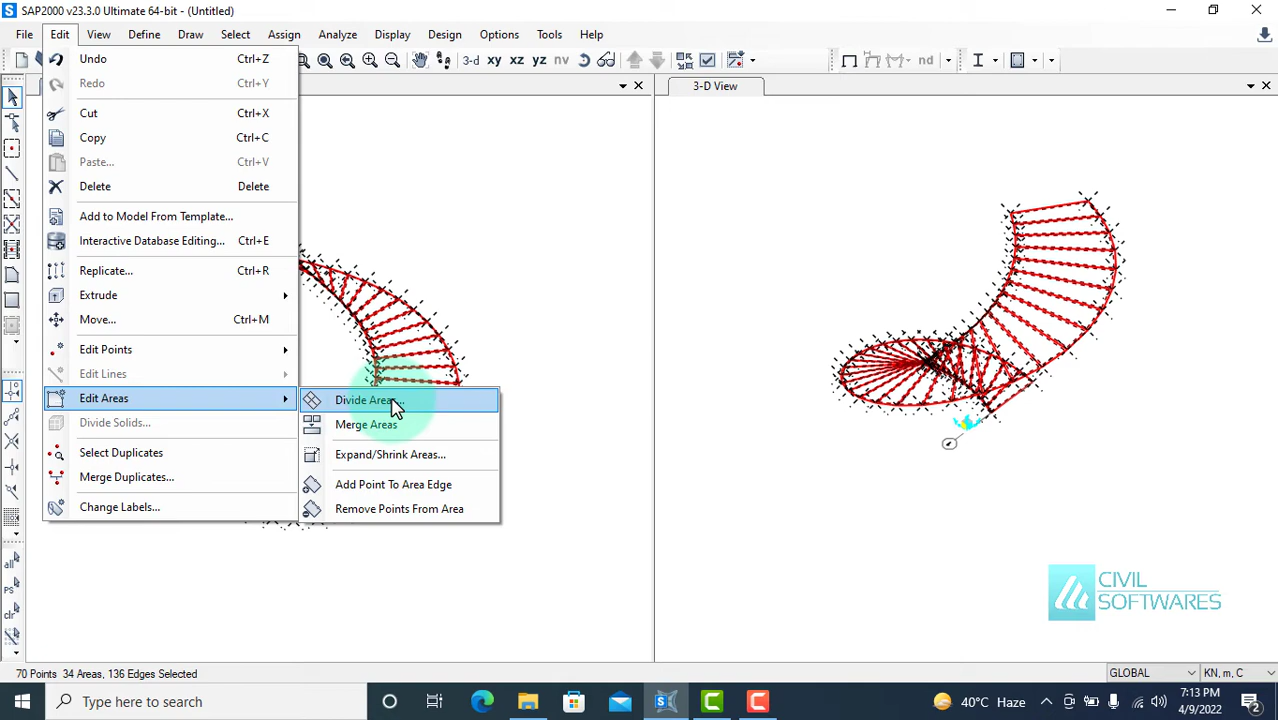 SAP2000 v23.3.0 Ultimate 64-bit - (Untitled)
File Edit View Define Draw Select Assign Analyze Display Design Options Tools Help
3-d xy xz yz nv nd
3-D View
Undo Ctrl+Z
Redo Ctrl+Y
Cut Ctrl+X
Copy Ctrl+C
Paste... Ctrl+V
Delete Delete
Add to Model From Template...
Interactive Database Editing... Ctrl+E
Replicate... Ctrl+R
Extrude
Move... Ctrl+M
Edit Points
Edit Lines
Edit Areas
Divide Solids...
Select Duplicates
Merge Duplicates...
Change Labels...
Divide Areas...
Merge Areas
Expand/Shrink Areas...
Add Point To Area Edge
Remove Points From Area
all
PS
clr
CIVIL
SOFTWARES
70 Points 34 Areas, 136 Edges Selected
GLOBAL
KN, m, C
Type here to search
40°C Haze
7:13 PM
4/9/2022
2